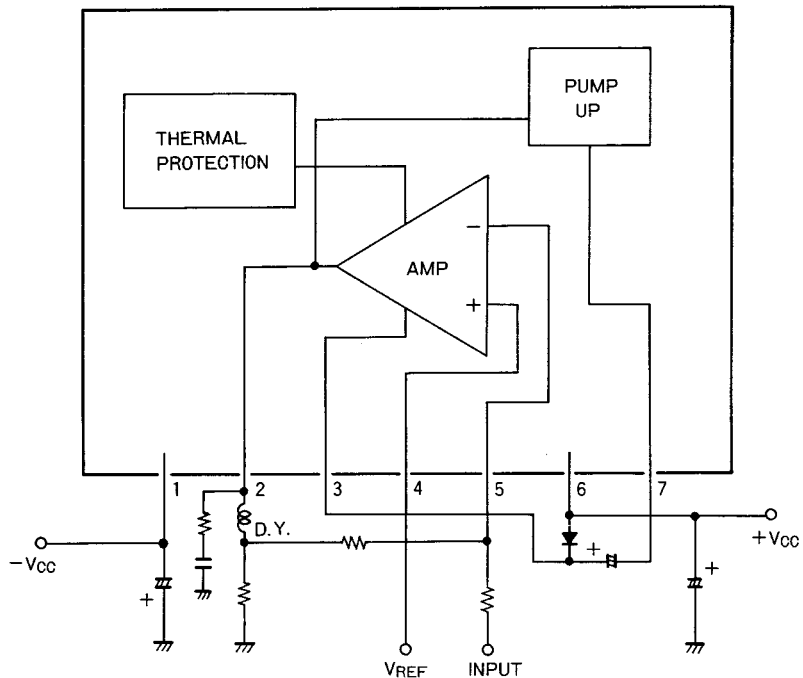 PUMP
UP
THERMAL
PROTECTION
−
AMP
+
1 2 3 4 5 6 7
D.Y.
−VCC
+
+
+
+VCC
VREF
INPUT